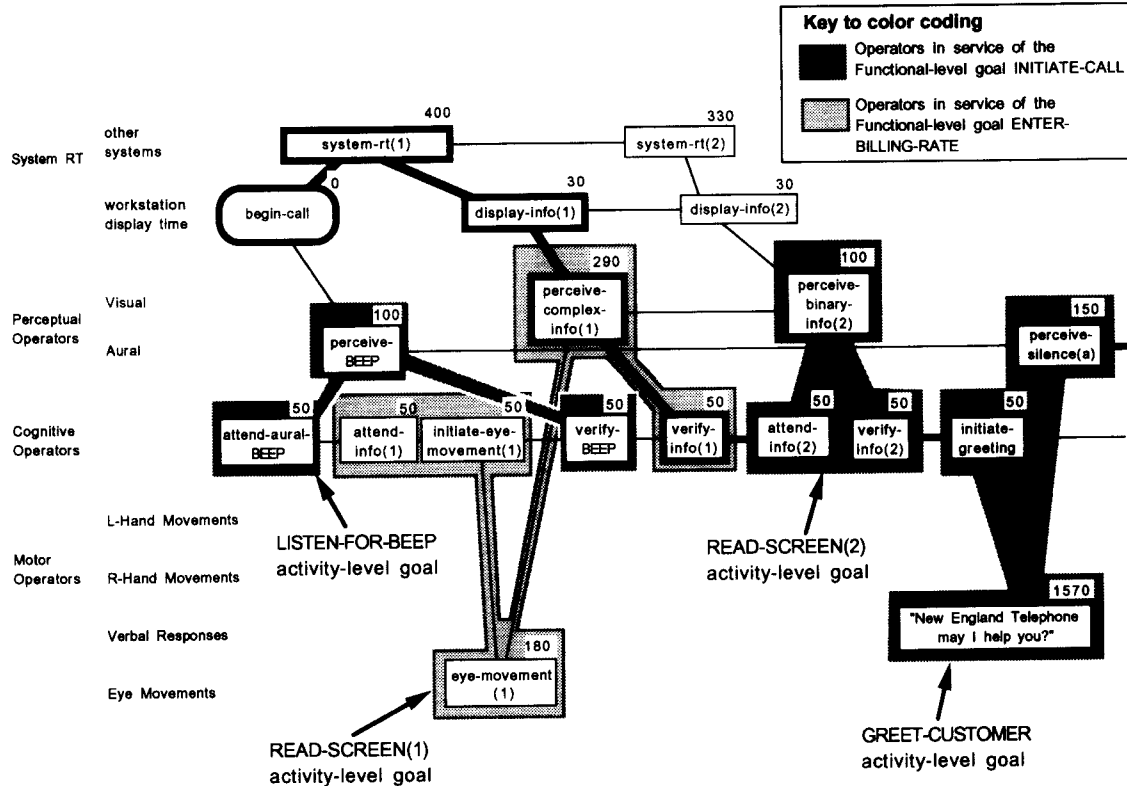 Key to color coding
Operators in service of the
Functional-level goal INITIATE-CALL
Operators in service of the
Functional-level goal ENTER-
BILLING-RATE
System RT
other
systems
400
system-rt(1)
330
system-rt(2)
workstation
display time
0
begin-call
30
display-info(1)
30
display-info(2)
Perceptual
Operators
Visual
290
perceive-
complex-
info(1)
100
perceive-
binary-
info(2)
Aural
100
perceive-
BEEP
150
perceive-
silence(a)
Cognitive
Operators
50
attend-aural-
BEEP
50
attend-
info(1)
50
initiate-eye-
movement(1)
50
verify-
BEEP
50
verify-
info(1)
50
attend-
info(2)
50
verify-
info(2)
50
initiate-
greeting
Motor
Operators
L-Hand Movements
LISTEN-FOR-BEEP
activity-level goal
READ-SCREEN(2)
activity-level goal
R-Hand Movements
Verbal Responses
1570
"New England Telephone
may I help you?"
Eye Movements
180
eye-movement
(1)
READ-SCREEN(1)
activity-level goal
GREET-CUSTOMER
activity-level goal